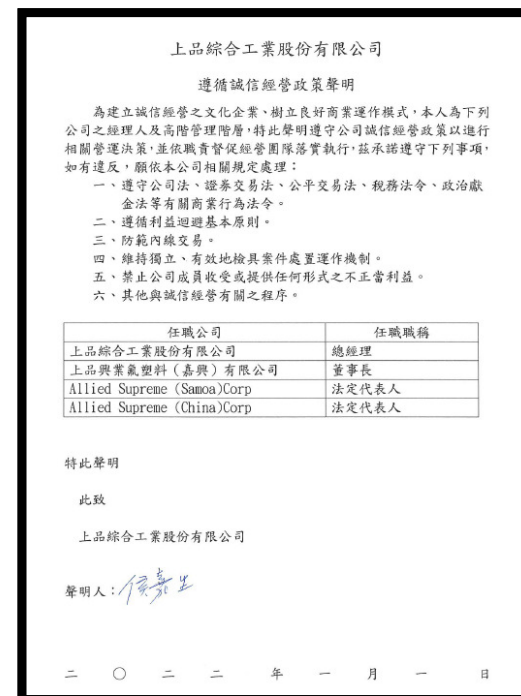 上品綜合工業股份有限公司
遵循誠信經營政策聲明
為建立誠信經營之文化企業、樹立良好商業運作模式，本人為下列
公司之經理人及高階管理階層，特此聲明遵守公司誠信經營政策以進行
相關營運決策，並依職責督促經營團隊落實執行，茲承諾遵守下列事項，
如有違反，願依本公司相關規定處理：
一、遵守公司法、證券交易法、公平交易法、稅務法令、政治獻
金法等有關商業行為法令。
二、遵循利益迴避基本原則。
三、防範內線交易。
四、維持獨立、有效地檢具案件處置運作機制。
五、禁止公司成員收受或提供任何形式之不正當利益。
六、其他與誠信經營有關之程序。
任職公司 任職職稱
上品綜合工業股份有限公司 總經理
上品興業氟塑料（嘉興）有限公司 董事長
Allied Supreme (Samoa)Corp 法定代表人
Allied Supreme (China)Corp 法定代表人
特此聲明
此致
上品綜合工業股份有限公司
聲明人：侯嘉生
二〇二二年一月一日